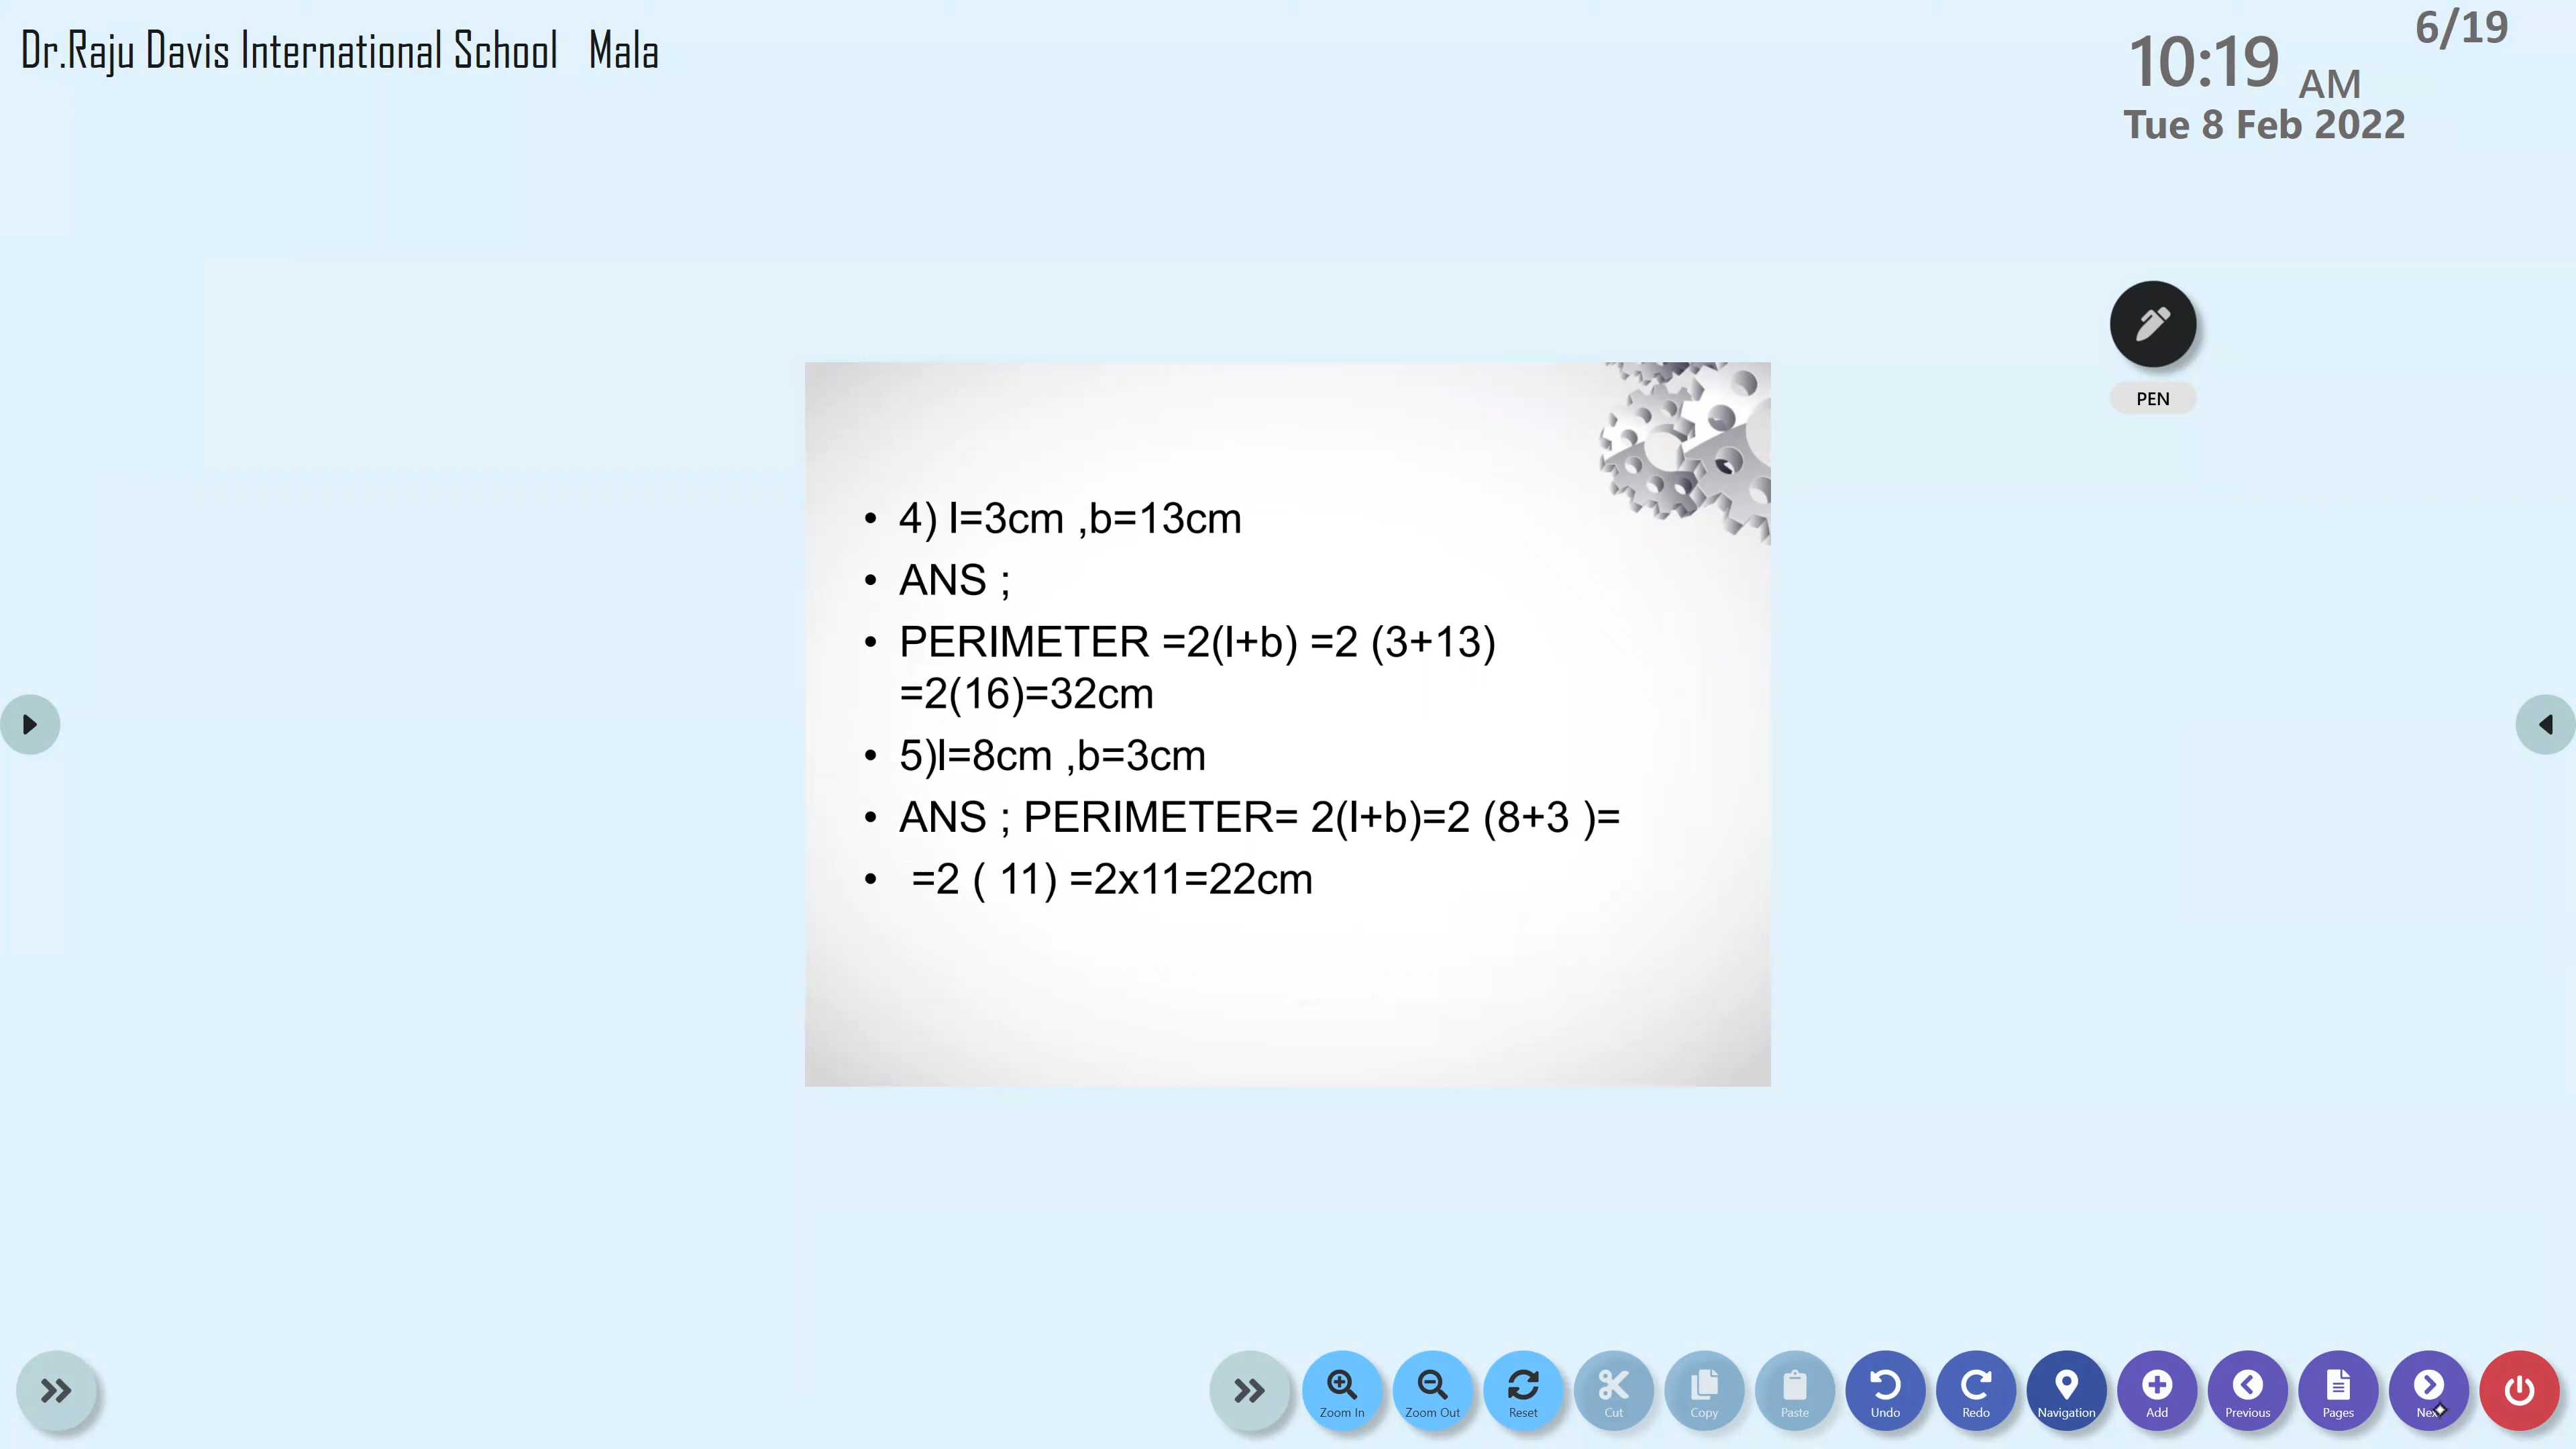 Dr.Raju Davis International School Mala
6/19
10:19 AM
Tue 8 Feb 2022
PEN
• 4) l=3cm ,b=13cm
• ANS ;
• PERIMETER =2(l+b) =2 (3+13)
=2(16)=32cm
• 5)l=8cm ,b=3cm
• ANS ; PERIMETER= 2(l+b)=2 (8+3 )=
• =2 ( 11) =2x11=22cm
Zoom In Zoom Out Reset Cut Copy Paste Undo Redo Navigation Add Previous Pages Next